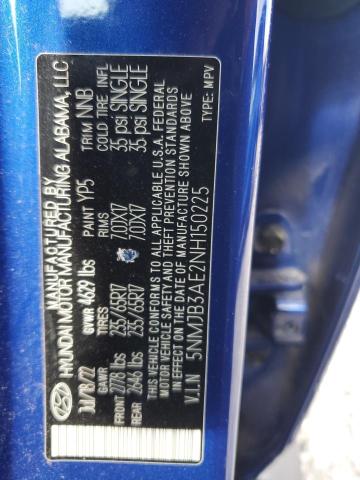 MANUFACTURED BY
HYUNDAI MOTOR MANUFACTURING ALABAMA, LLC
GVWR 4629 lbs PAINT YP5 TRIM NNB
GAWR TIRES RIMS COLD TIRE INFL
FRONT 2778 lbs 235/65R17 7.0JX17 35 psi SINGLE
REAR 2646 lbs 235/65R17 7.0JX17 35 psi SINGLE
THIS VEHICLE CONFORMS TO ALL APPLICABLE U.S.A. FEDERAL
MOTOR VEHICLE SAFETY AND THEFT PREVENTION STANDARDS
IN EFFECT ON THE DATE OF MANUFACTURE SHOWN ABOVE.
V.I.N 5NMJB3AE2NH150225 TYPE: MPV